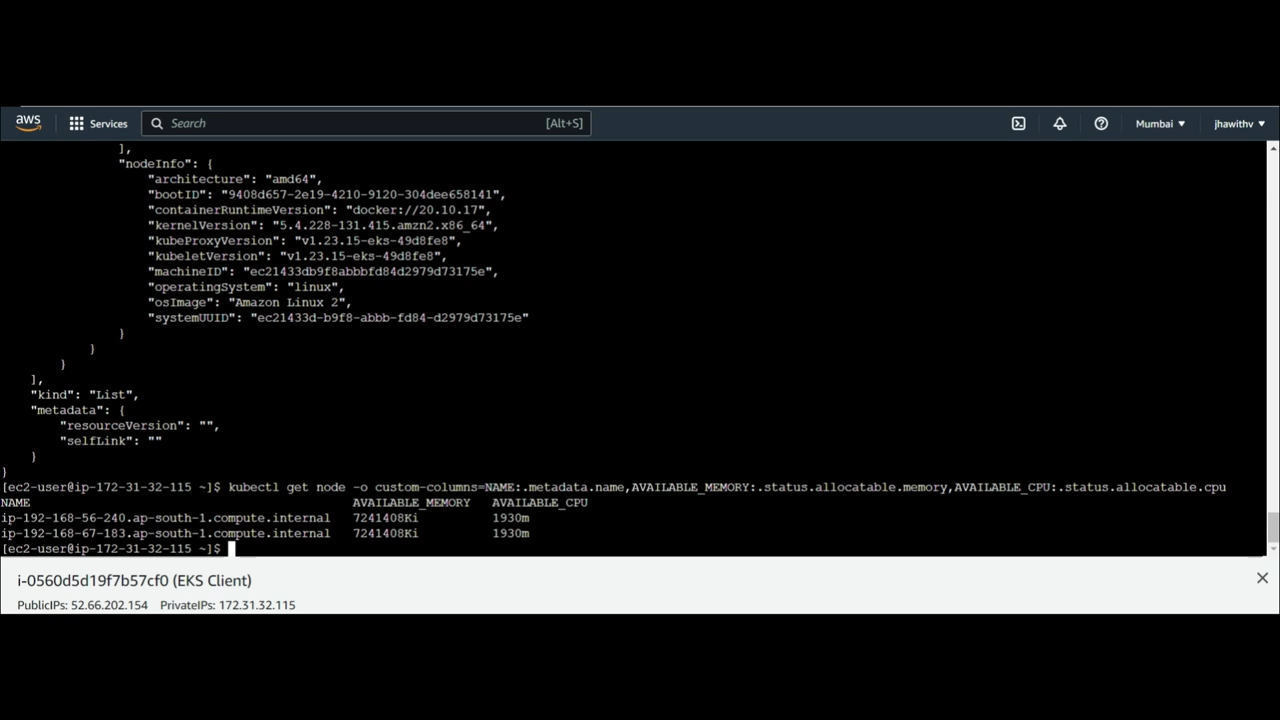 aws Services Search [Alt+S] Mumbai jhawithv
],
"nodeInfo": {
"architecture": "amd64",
"bootID": "9408d657-2e19-4210-9120-304dee658141",
"containerRuntimeVersion": "docker://20.10.17",
"kernelVersion": "5.4.228-131.415.amzn2.x86_64",
"kubeProxyVersion": "v1.23.15-eks-49d8fe8",
"kubeletVersion": "v1.23.15-eks-49d8fe8",
"machineID": "ec21433db9f8abbbfd84d2979d73175e",
"operatingSystem": "linux",
"osImage": "Amazon Linux 2",
"systemUUID": "ec21433d-b9f8-abbb-fd84-d2979d73175e"
}
}
}
],
"kind": "List",
"metadata": {
"resourceVersion": "",
"selfLink": ""
}
}
[ec2-user@ip-172-31-32-115 ~]$ kubectl get node -o custom-columns=NAME:.metadata.name,AVAILABLE_MEMORY:.status.allocatable.memory,AVAILABLE_CPU:.status.allocatable.cpu
NAME AVAILABLE_MEMORY AVAILABLE_CPU
ip-192-168-56-240.ap-south-1.compute.internal 7241408Ki 1930m
ip-192-168-67-183.ap-south-1.compute.internal 7241408Ki 1930m
[ec2-user@ip-172-31-32-115 ~]$
i-0560d5d19f7b57cf0 (EKS Client)
PublicIPs: 52.66.202.154 PrivateIPs: 172.31.32.115